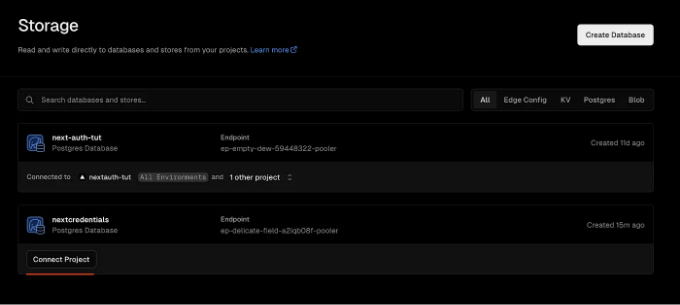 Storage
Create Database
Read and write directly to databases and stores from your projects. Learn more
Search databases and stores...
All Edge Config KV Postgres Blob
next-auth-tut
Postgres Database
Endpoint
ep-empty-dew-59448322-pooler
Created 11d ago
Connected to nextauth-tut All Environments and 1 other project
nextcredentials
Postgres Database
Endpoint
ep-delicate-field-a2iqb08f-pooler
Created 15m ago
Connect Project